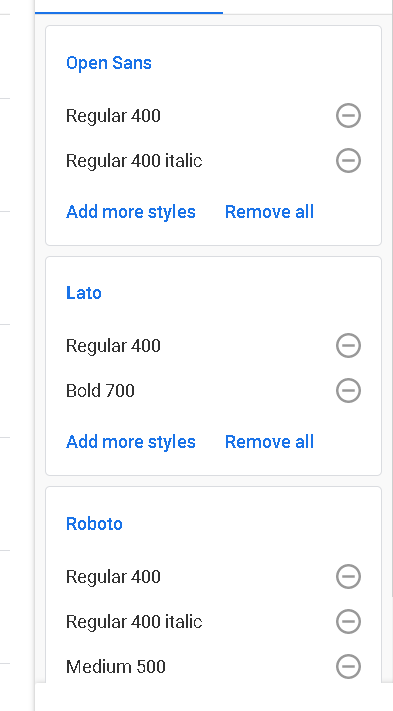 Open Sans
Regular 400
Regular 400 italic
Add more styles Remove all
Lato
Regular 400
Bold 700
Add more styles Remove all
Roboto
Regular 400
Regular 400 italic
Medium 500